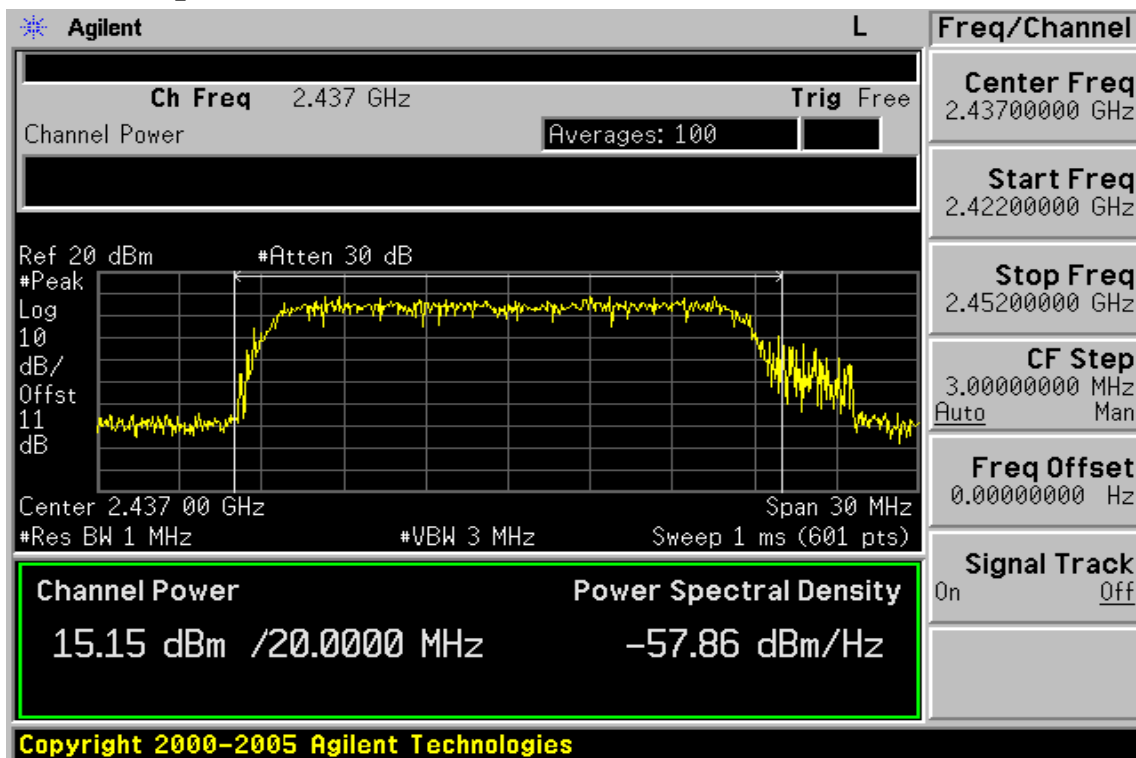 Agilent L
Ch Freq 2.437 GHz Trig Free
Channel Power Averages: 100
Ref 20 dBm #Atten 30 dB
#Peak
Log
10
dB/
Offst
11
dB
Center 2.437 00 GHz Span 30 MHz
#Res BW 1 MHz #VBW 3 MHz Sweep 1 ms (601 pts)
Channel Power Power Spectral Density
15.15 dBm /20.0000 MHz -57.86 dBm/Hz
Copyright 2000-2005 Agilent Technologies
Freq/Channel
Center Freq
2.43700000 GHz
Start Freq
2.42200000 GHz
Stop Freq
2.45200000 GHz
CF Step
3.00000000 MHz
Auto Man
Freq Offset
0.00000000 Hz
Signal Track
On Off